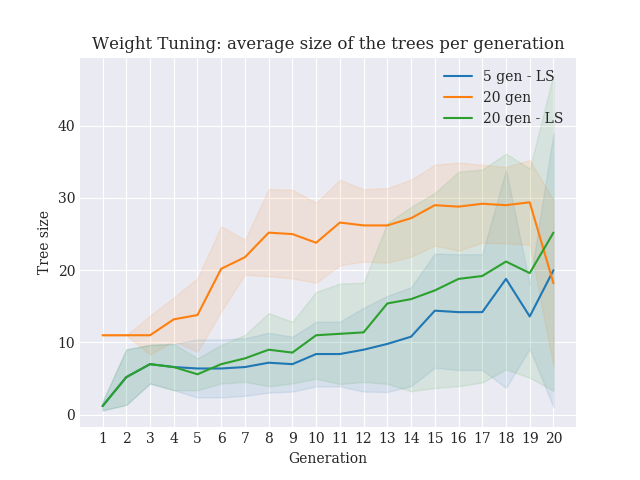 Weight Tuning: average size of the trees per generation
5 gen - LS
20 gen
20 gen - LS
Tree size
40
30
20
10
0
1 2 3 4 5 6 7 8 9 10 11 12 13 14 15 16 17 18 19 20
Generation